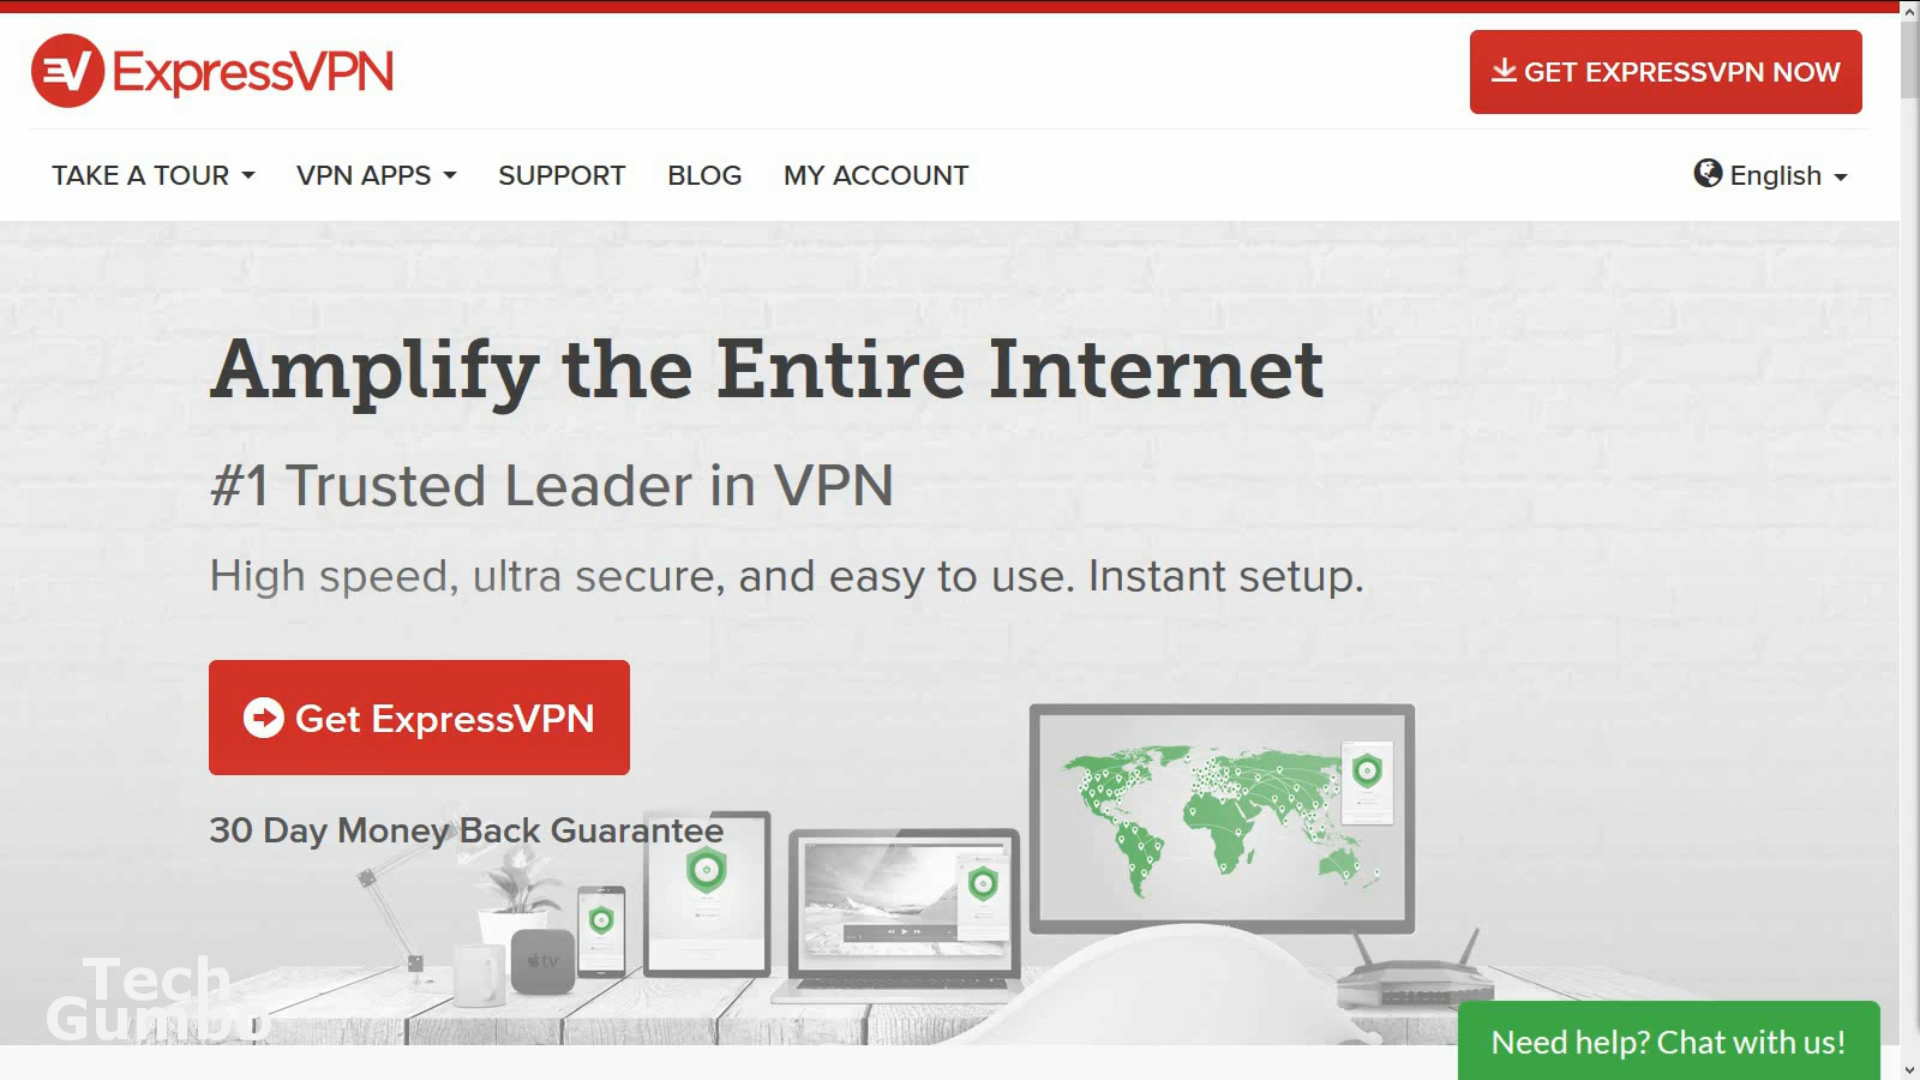 ExpressVPN
GET EXPRESSVPN NOW
TAKE A TOUR VPN APPS SUPPORT BLOG MY ACCOUNT English
Amplify the Entire Internet
#1 Trusted Leader in VPN
High speed, ultra secure, and easy to use. Instant setup.
Get ExpressVPN
30 Day Money Back Guarantee
tv
Tech
Gumbo
Need help? Chat with us!